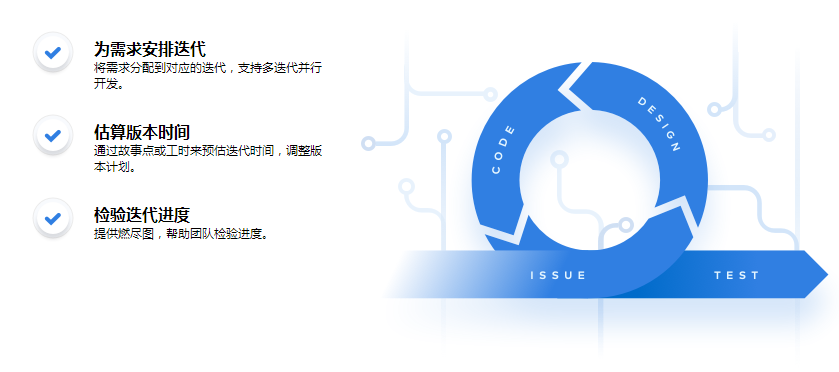 为需求安排迭代
将需求分配到对应的迭代，支持多迭代并行
开发。
估算版本时间
通过故事点或工时来预估迭代时间，调整版
本计划。
检验迭代进度
提供燃尽图，帮助团队检验进度。
CODE
DESIGN
ISSUE
TEST